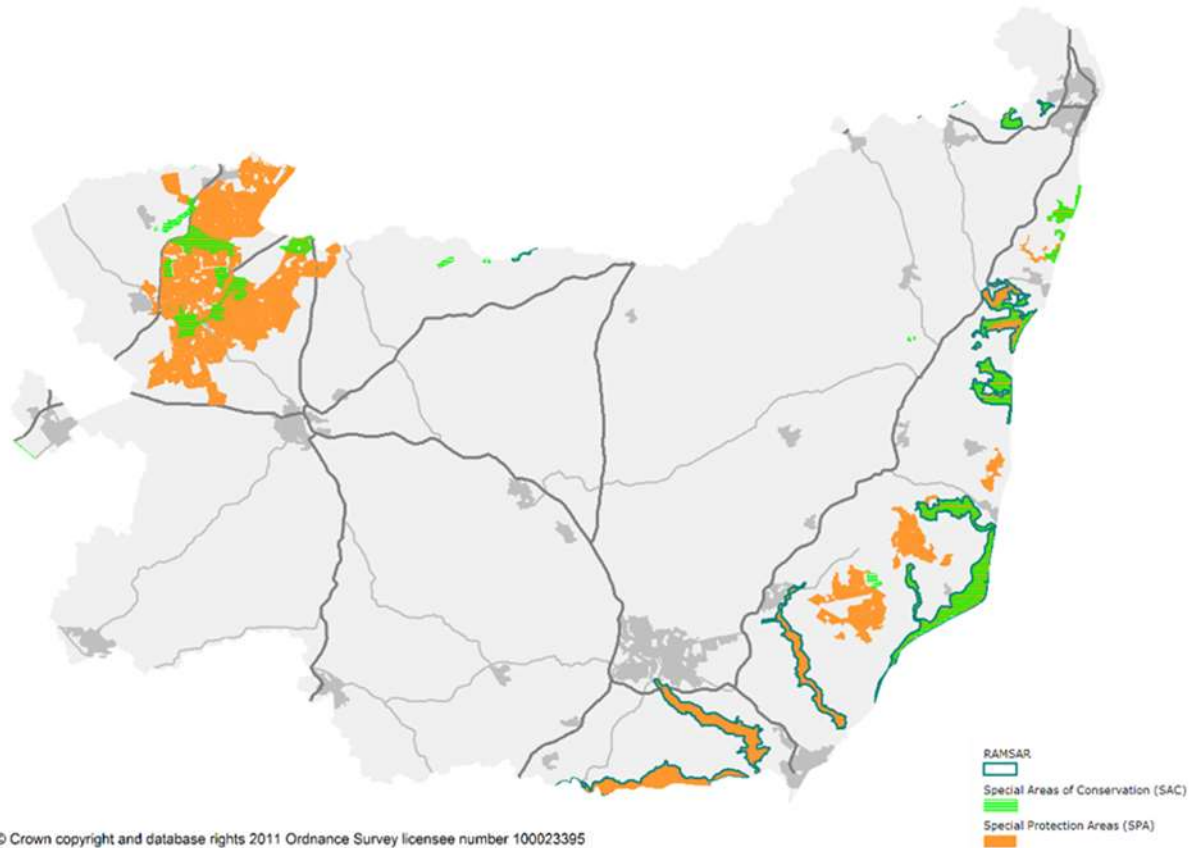 RAMSAR
Special Areas of Conservation (SAC)
Special Protection Areas (SPA)
© Crown copyright and database rights 2011 Ordnance Survey licensee number 100023395